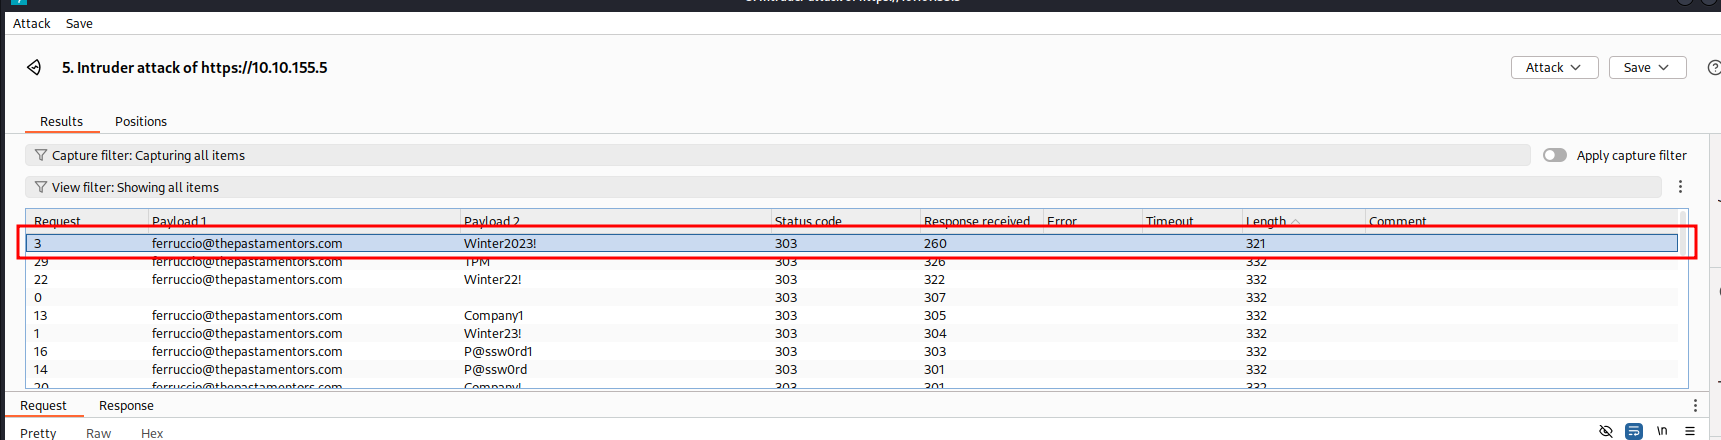 Attack Save
5. Intruder attack of https://10.10.155.5
Attack Save
Results Positions
Capture filter: Capturing all items Apply capture filter
View filter: Showing all items
Request Payload 1 Payload 2 Status code Response received Error Timeout Length Comment
3 ferruccio@thepastamentors.com Winter2023! 303 260 321
29 ferruccio@thepastamentors.com TPM 303 326 332
22 ferruccio@thepastamentors.com Winter22! 303 322 332
0 303 307 332
13 ferruccio@thepastamentors.com Company1 303 305 332
1 ferruccio@thepastamentors.com Winter23! 303 304 332
16 ferruccio@thepastamentors.com P@ssw0rd1 303 303 332
14 ferruccio@thepastamentors.com P@ssw0rd 303 301 332
20 ferruccio@thepastamentors.com Company! 303 301 332
Request Response
Pretty Raw Hex \n